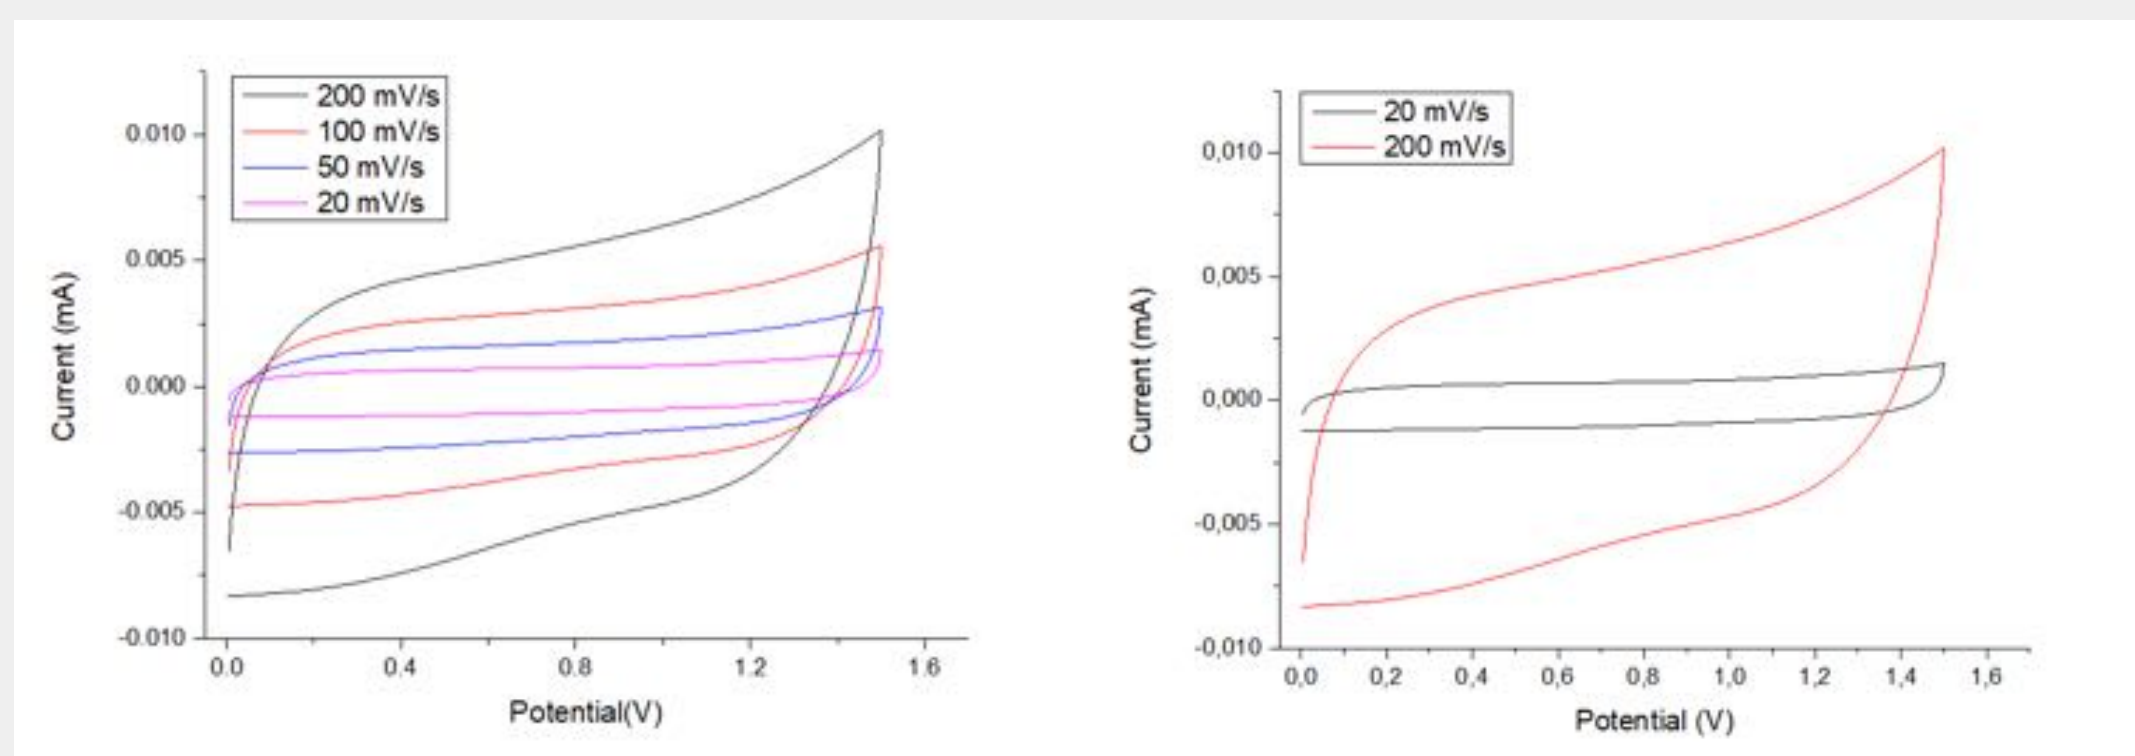 200 mV/s
100 mV/s
50 mV/s
20 mV/s
0.010
0.005
0.000
-0.005
-0.010
Current (mA)
0.0 0.4 0.8 1.2 1.6
Potential(V)
20 mV/s
200 mV/s
0,010
0,005
0,000
-0,005
-0,010
Current (mA)
0,0 0,2 0,4 0,6 0,8 1,0 1,2 1,4 1,6
Potential (V)